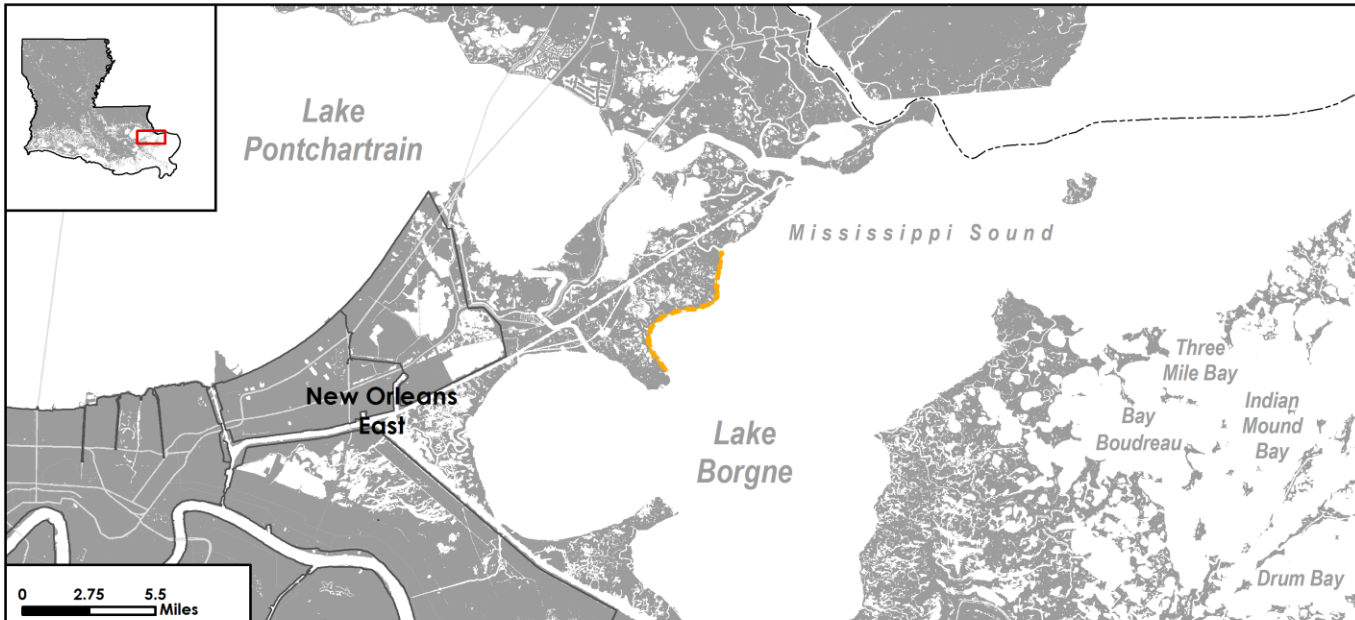 Lake
Pontchartrain
Mississippi Sound
New Orleans
East
Lake
Borgne
Three
Mile Bay
Bay
Boudreau
Indian
Mound
Bay
Drum Bay
0 2.75 5.5
Miles